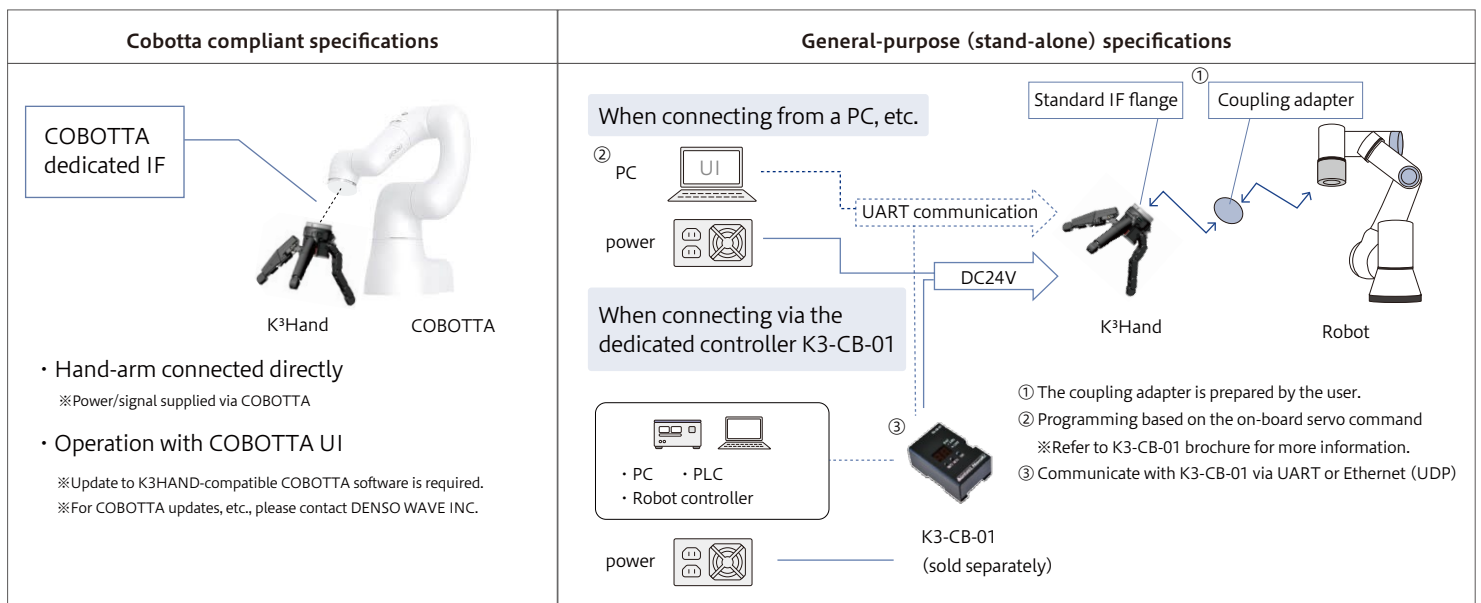 Cobotta compliant specifications
COBOTTA
dedicated IF
K³Hand
COBOTTA
・Hand-arm connected directly
※Power/signal supplied via COBOTTA
・Operation with COBOTTA UI
※Update to K3HAND-compatible COBOTTA software is required.
※For COBOTTA updates, etc., please contact DENSO WAVE INC.
General-purpose (stand-alone) specifications
When connecting from a PC, etc.
② PC
UI
power
UART communication
DC24V
Standard IF flange
①
Coupling adapter
K³Hand
Robot
When connecting via the
dedicated controller K3-CB-01
・PC ・PLC
・Robot controller
power
③
K3-CB-01
(sold separately)
① The coupling adapter is prepared by the user.
② Programming based on the on-board servo command
※Refer to K3-CB-01 brochure for more information.
③ Communicate with K3-CB-01 via UART or Ethernet (UDP)